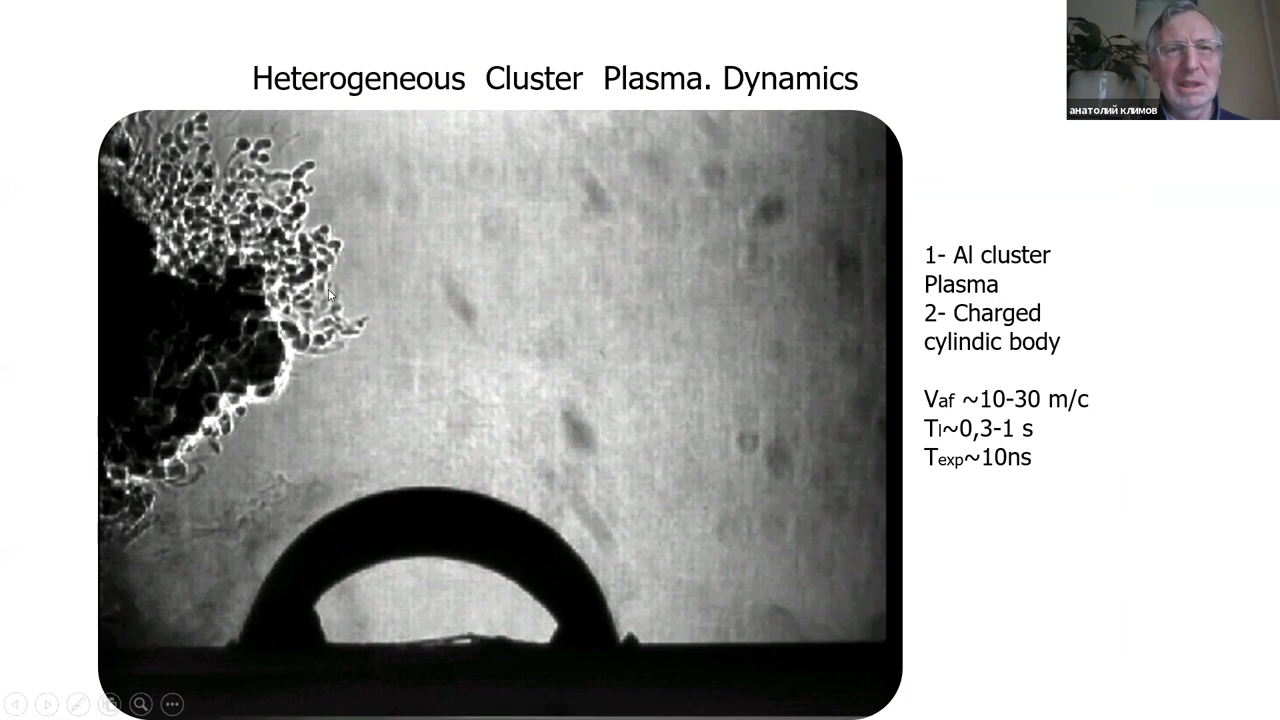 Heterogeneous Cluster Plasma. Dynamics
анатолий климов
1- Al cluster
Plasma
2- Charged
cylindic body
Vaf ~10-30 m/c
Tl~0,3-1 s
Texp~10ns